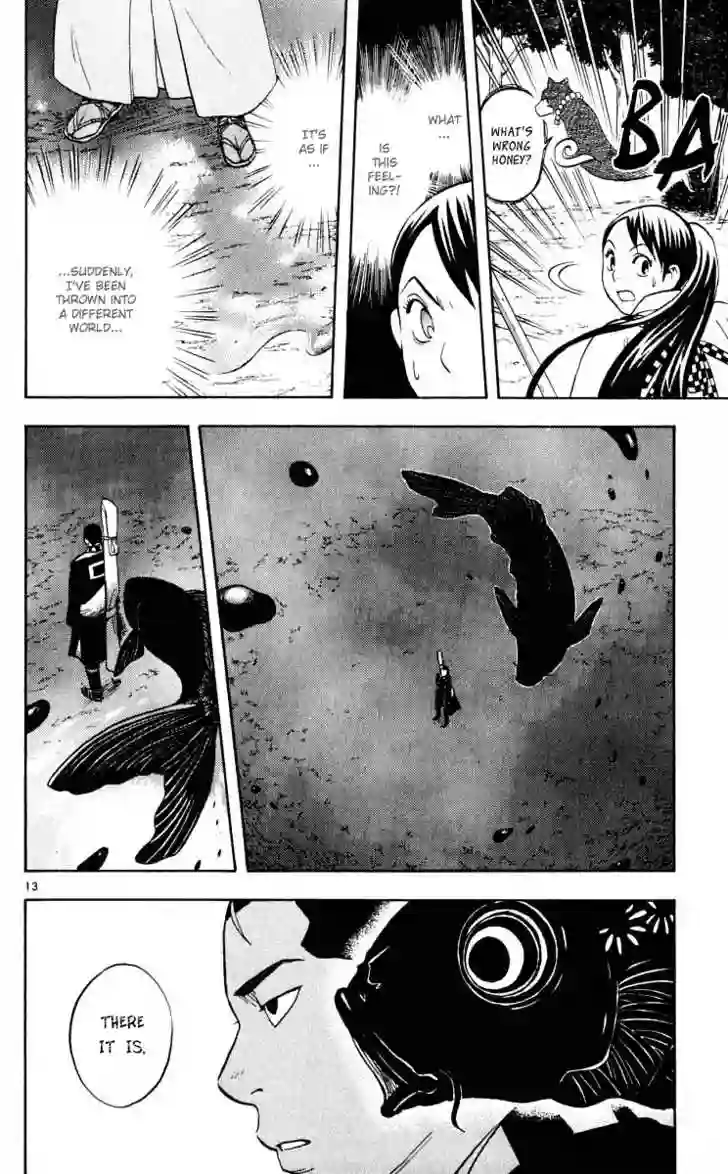 BA
WHAT'S
WRONG
HONEY?
WHAT
...
IS
THIS
FEEL-
ING?!
IT'S
AS IF
...
...SUDDENLY,
I'VE BEEN
THROWN INTO
A DIFFERENT
WORLD...
13
THERE
IT IS.